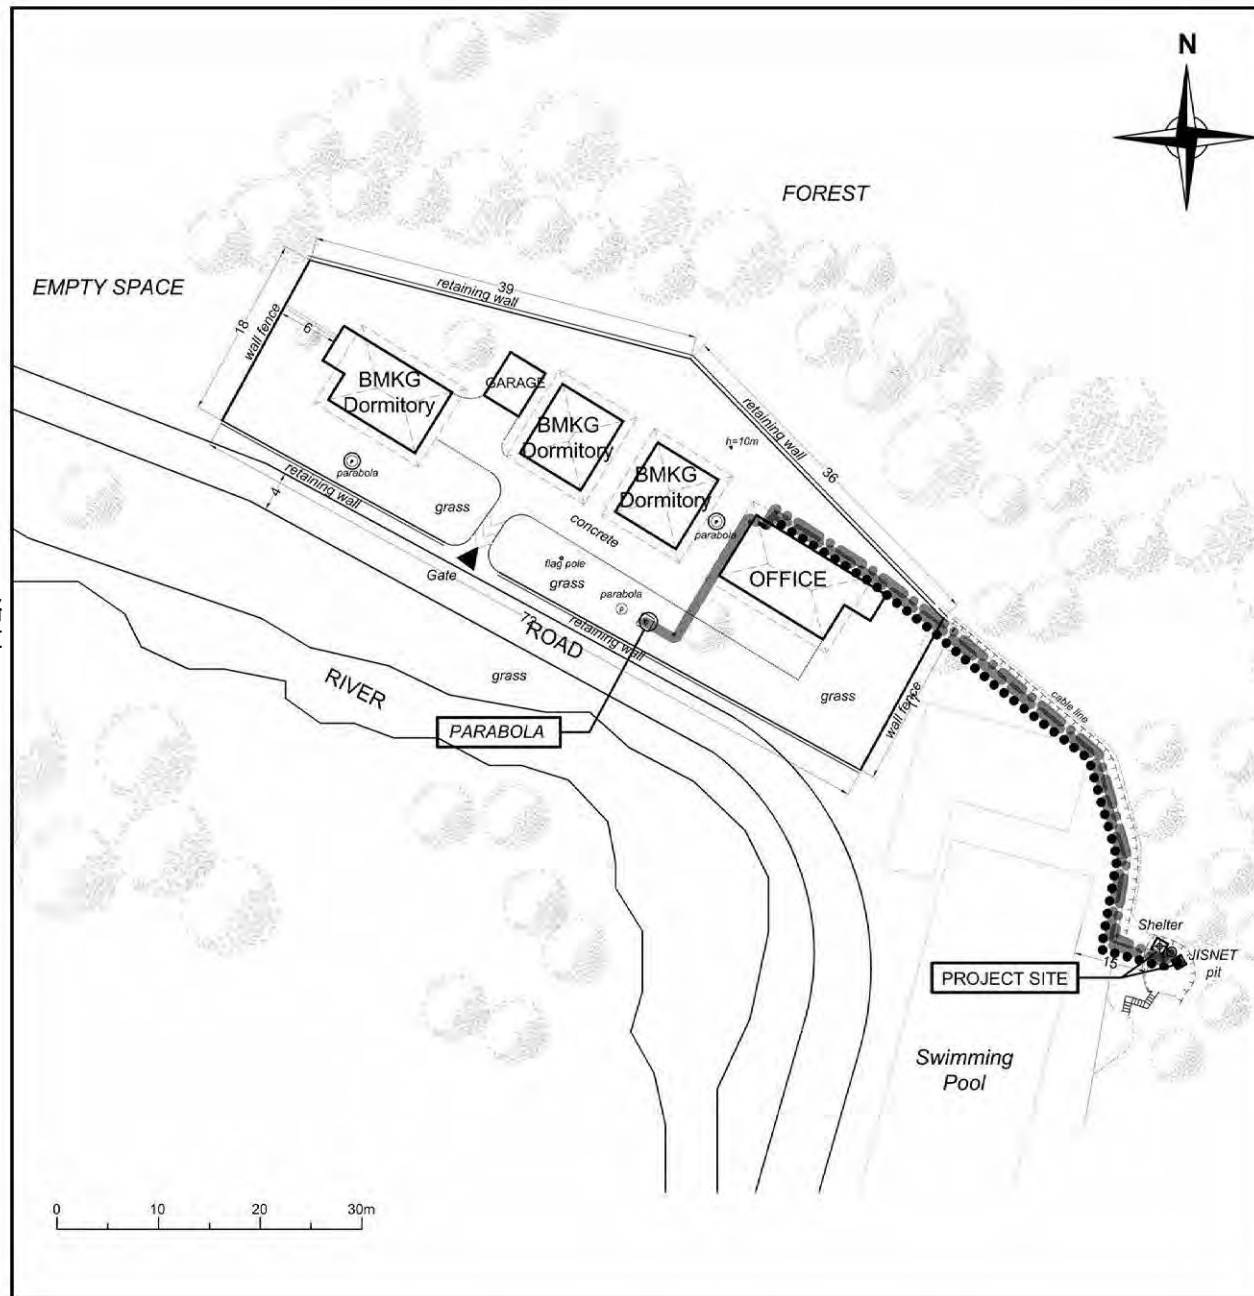 N
FOREST
EMPTY SPACE
39
retaining wall
18
wall fence
6
BMKG
Dormitory
GARAGE
BMKG
Dormitory
BMKG
Dormitory
h=10m
retaining wall
36
parabola
retaining wall
4
grass
concrete
parabola
Gate
flag pole
grass
parabola
OFFICE
72
ROAD
retaining wall
RIVER
grass
grass
wall fence
17
cable line
PARABOLA
Shelter
JISNET
pit
15
PROJECT SITE
Swimming
Pool
0 10 20 30m